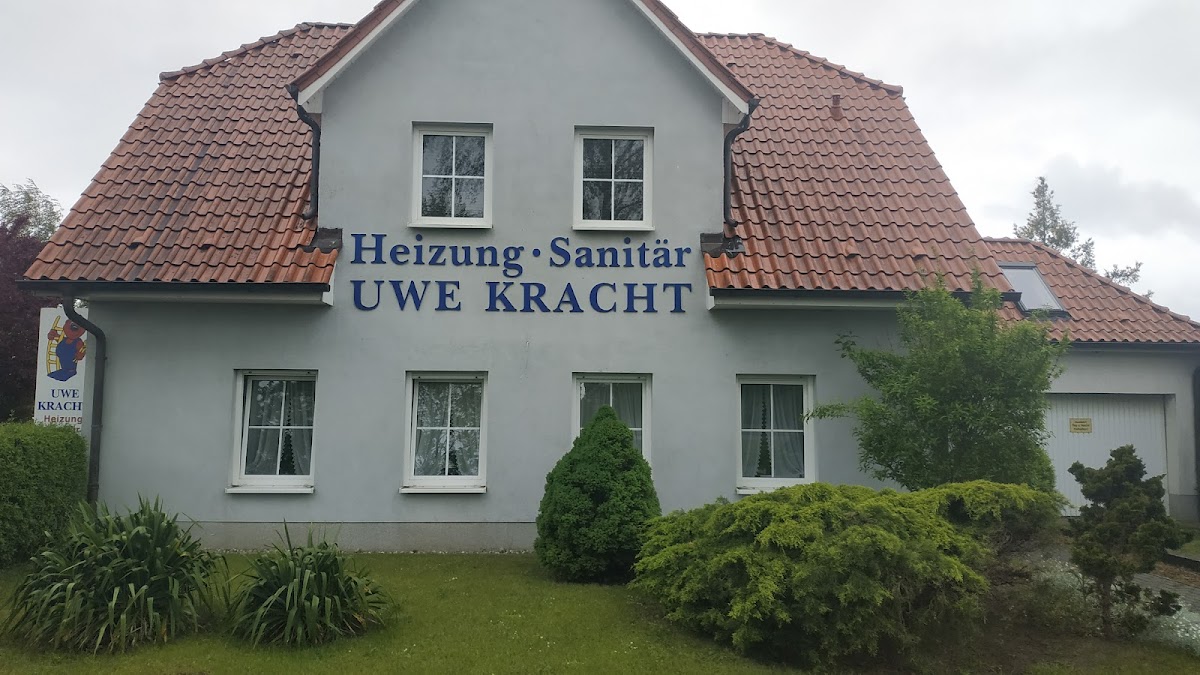 Heizung · Sanitär
UWE KRACHT
UWE
KRACHT
Heizung